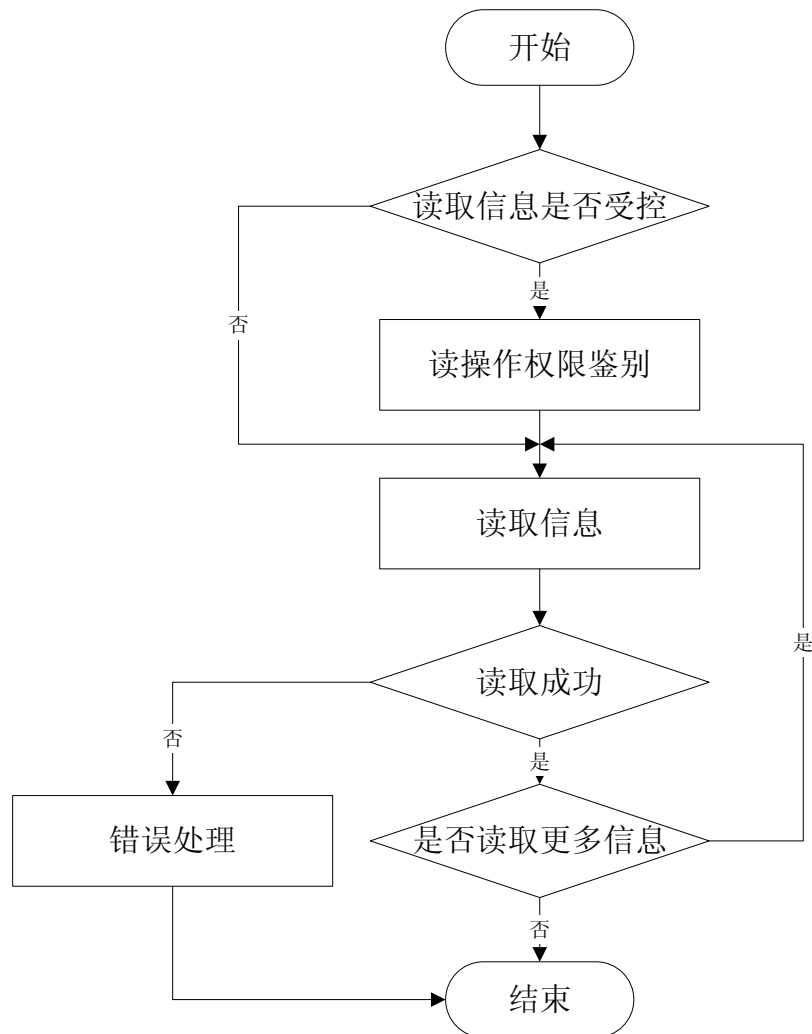 开始
读取信息是否受控
是
否
读操作权限鉴别
读取信息
是
读取成功
否
是
错误处理
是否读取更多信息
否
结束